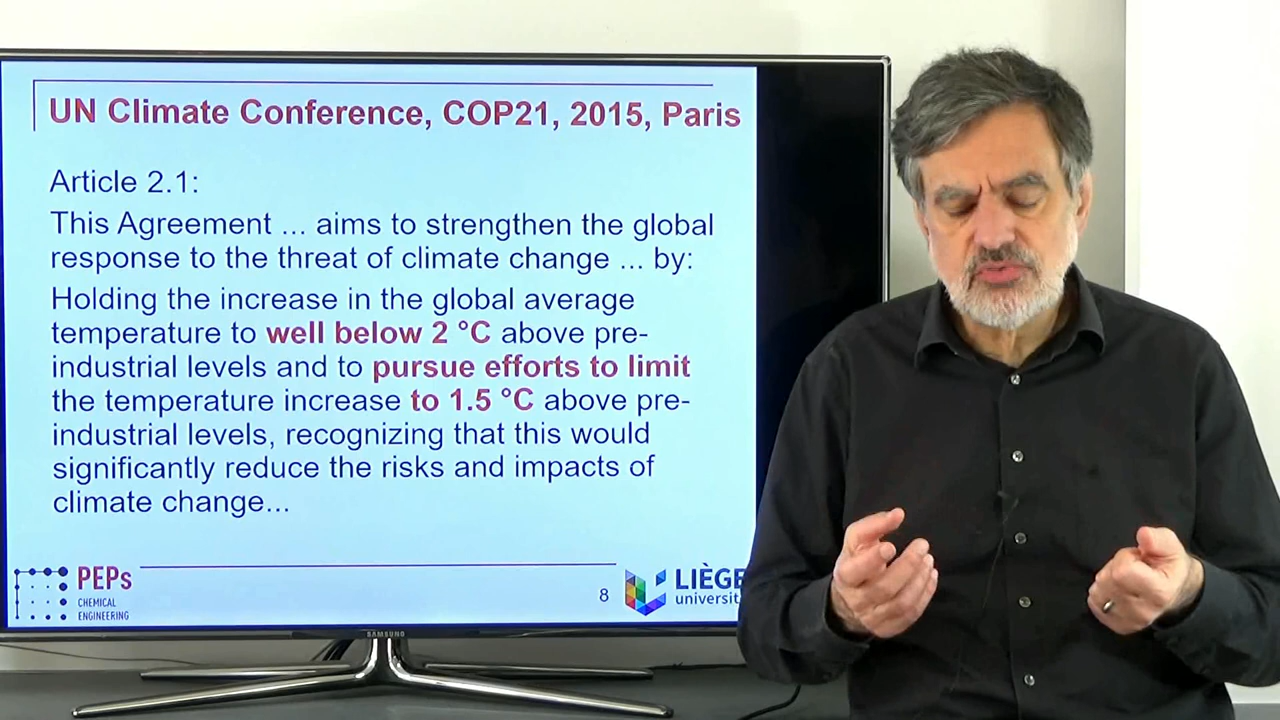 UN Climate Conference, COP21, 2015, Paris
Article 2.1:
This Agreement ... aims to strengthen the global
response to the threat of climate change ... by:
Holding the increase in the global average
temperature to well below 2 °C above pre-
industrial levels and to pursue efforts to limit
the temperature increase to 1.5 °C above pre-
industrial levels, recognizing that this would
significantly reduce the risks and impacts of
climate change...
PEPs
CHEMICAL
ENGINEERING
8
LIÈGE
universit
SAMSUNG